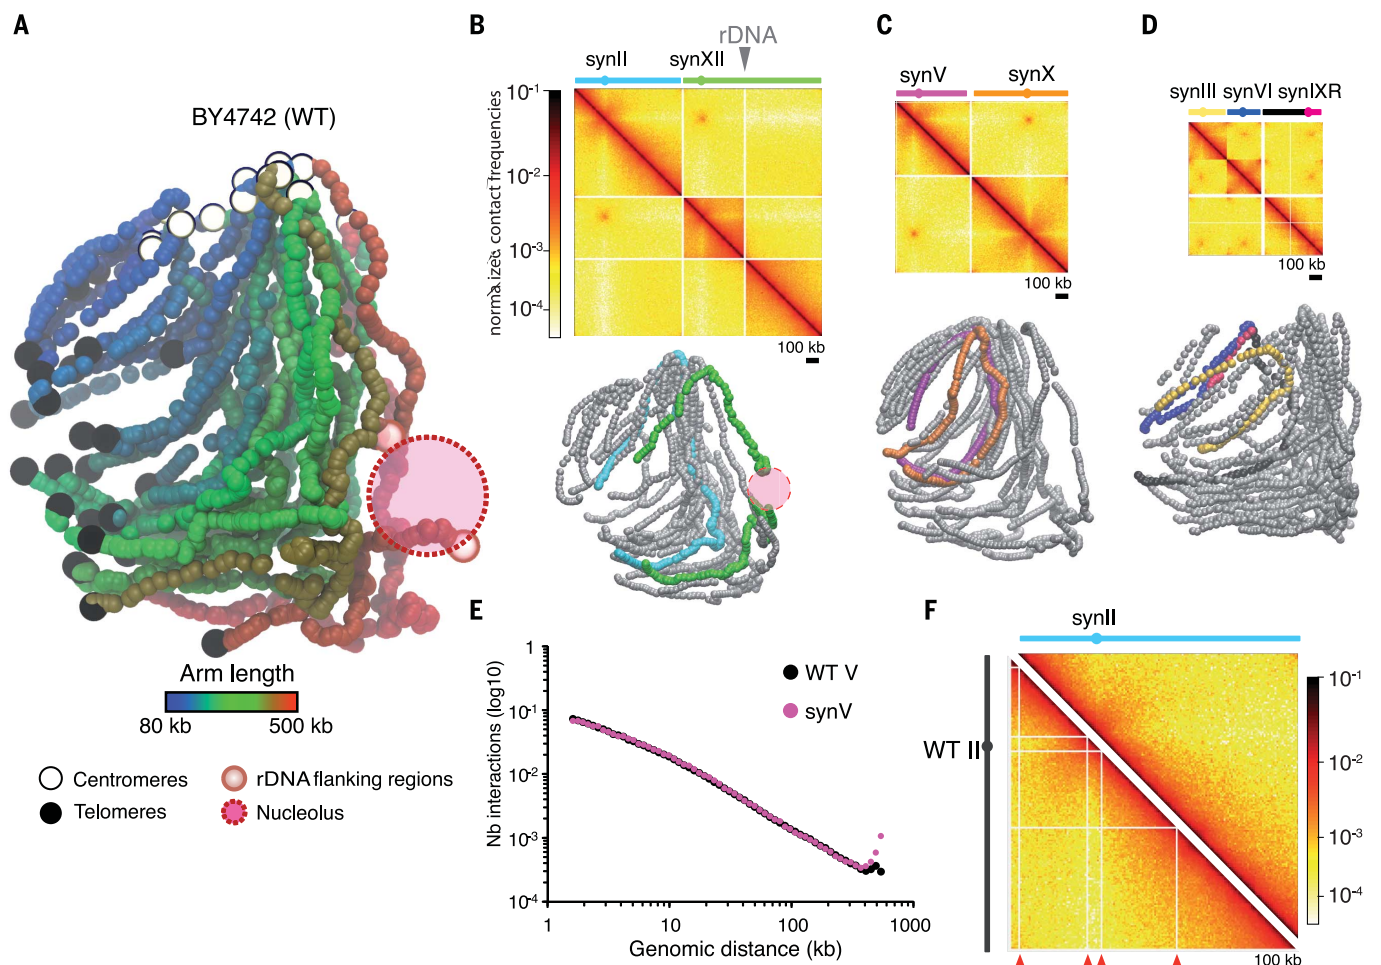 A
BY4742 (WT)
Arm length
80 kb
500 kb
Centromeres
rDNA flanking regions
Telomeres
Nucleolus
B
rDNA
synII
synXII
normalized contact frequencies
10-1
10-2
10-3
10-4
100 kb
C
synV
synX
100 kb
D
synIII synVI synIXR
100 kb
E
Nb interactions (log10)
1
10-1
10-2
10-3
10-4
WT V
synV
1
10
100
1000
Genomic distance (kb)
F
synII
WT II
10-1
10-2
10-3
10-4
100 kb